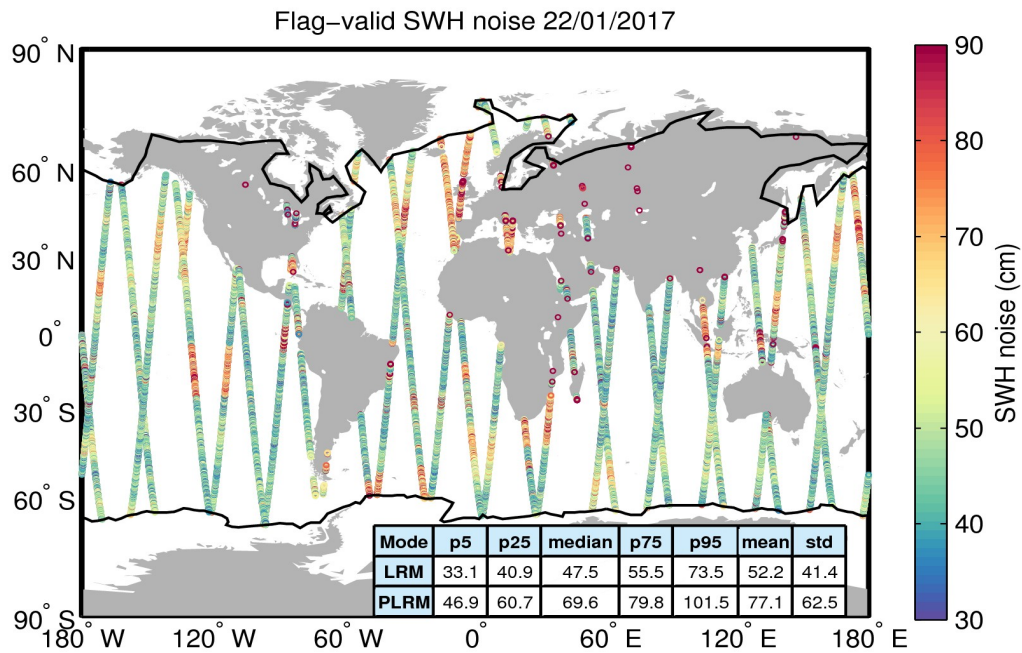 Flag−valid SWH noise 22/01/2017
90° N
60° N
30° N
0°
30° S
60° S
90° S
180° W
120° W
60° W
0°
60° E
120° E
180° E
90
80
70
60
50
40
30
SWH noise (cm)
Mode p5 p25 median p75 p95 mean std
LRM 33.1 40.9 47.5 55.5 73.5 52.2 41.4
PLRM 46.9 60.7 69.6 79.8 101.5 77.1 62.5